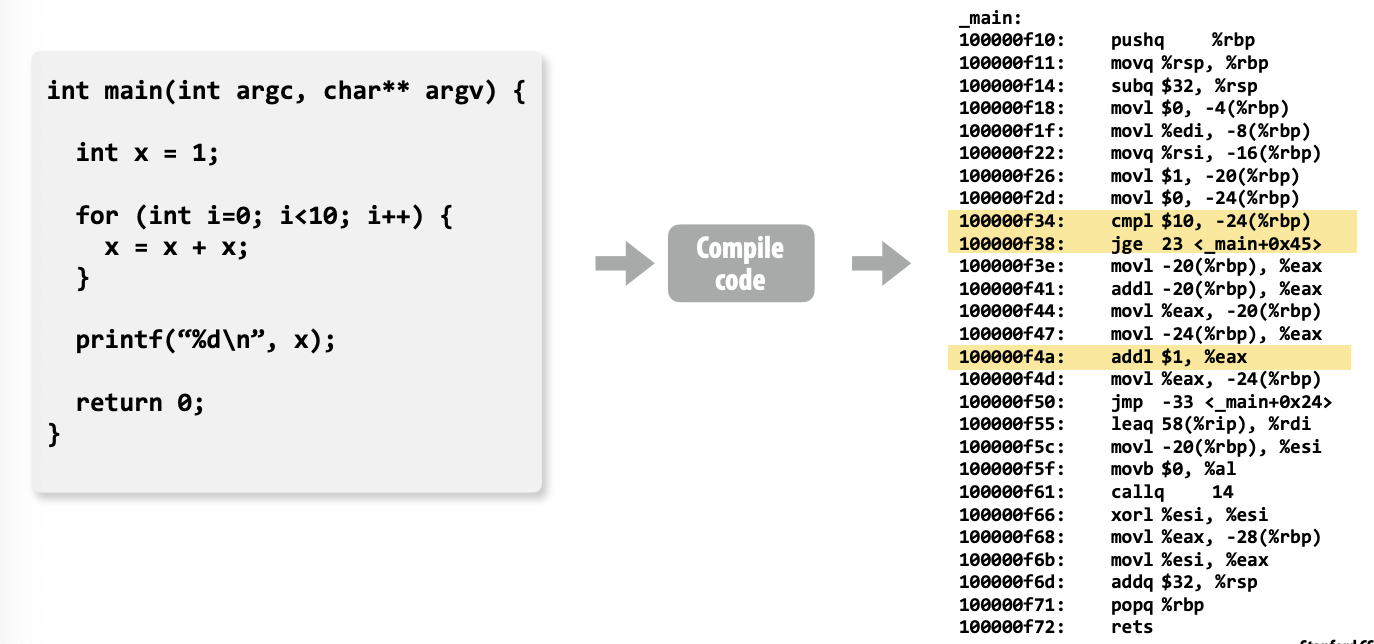 int main(int argc, char** argv) {
int x = 1;
for (int i=0; i<10; i++) {
x = x + x;
}
printf(“%d\n”, x);
return 0;
}
Compile
code
_main:
100000f10: pushq %rbp
100000f11: movq %rsp, %rbp
100000f14: subq $32, %rsp
100000f18: movl $0, -4(%rbp)
100000f1f: movl %edi, -8(%rbp)
100000f22: movq %rsi, -16(%rbp)
100000f26: movl $1, -20(%rbp)
100000f2d: movl $0, -24(%rbp)
100000f34: cmpl $10, -24(%rbp)
100000f38: jge 23 <_main+0x45>
100000f3e: movl -20(%rbp), %eax
100000f41: addl -20(%rbp), %eax
100000f44: movl %eax, -20(%rbp)
100000f47: movl -24(%rbp), %eax
100000f4a: addl $1, %eax
100000f4d: movl %eax, -24(%rbp)
100000f50: jmp -33 <_main+0x24>
100000f55: leaq 58(%rip), %rdi
100000f5c: movl -20(%rbp), %esi
100000f5f: movb $0, %al
100000f61: callq 14
100000f66: xorl %esi, %esi
100000f68: movl %eax, -28(%rbp)
100000f6b: movl %esi, %eax
100000f6d: addq $32, %rsp
100000f71: popq %rbp
100000f72: rets